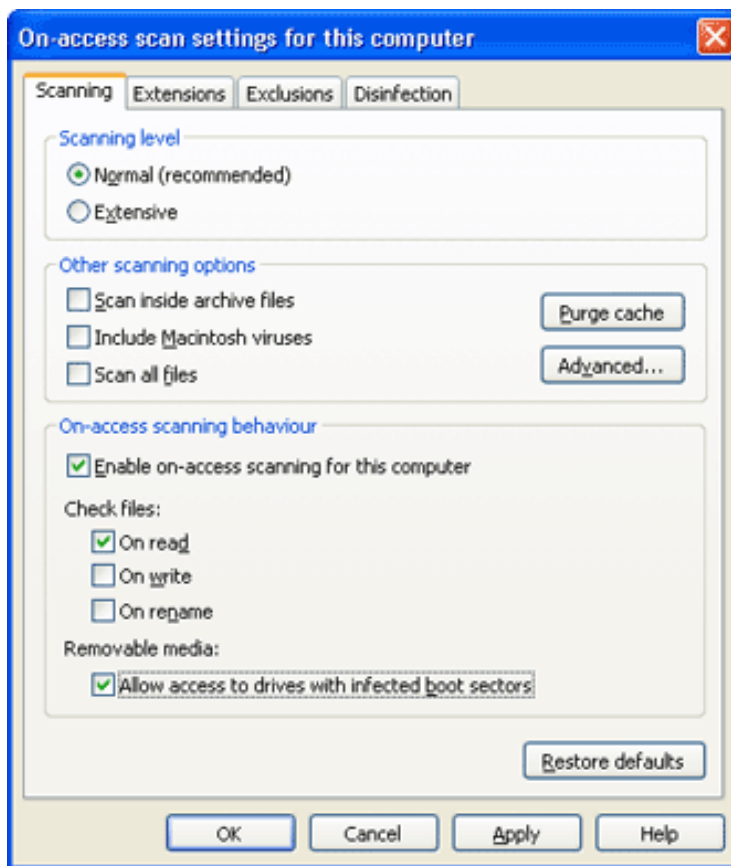 On-access scan settings for this computer
Scanning Extensions Exclusions Disinfection
Scanning level
Normal (recommended)
Extensive
Other scanning options
Scan inside archive files
Purge cache
Include Macintosh viruses
Scan all files
Advanced...
On-access scanning behaviour
Enable on-access scanning for this computer
Check files:
On read
On write
On rename
Removable media:
Allow access to drives with infected boot sectors
Restore defaults
OK Cancel Apply Help